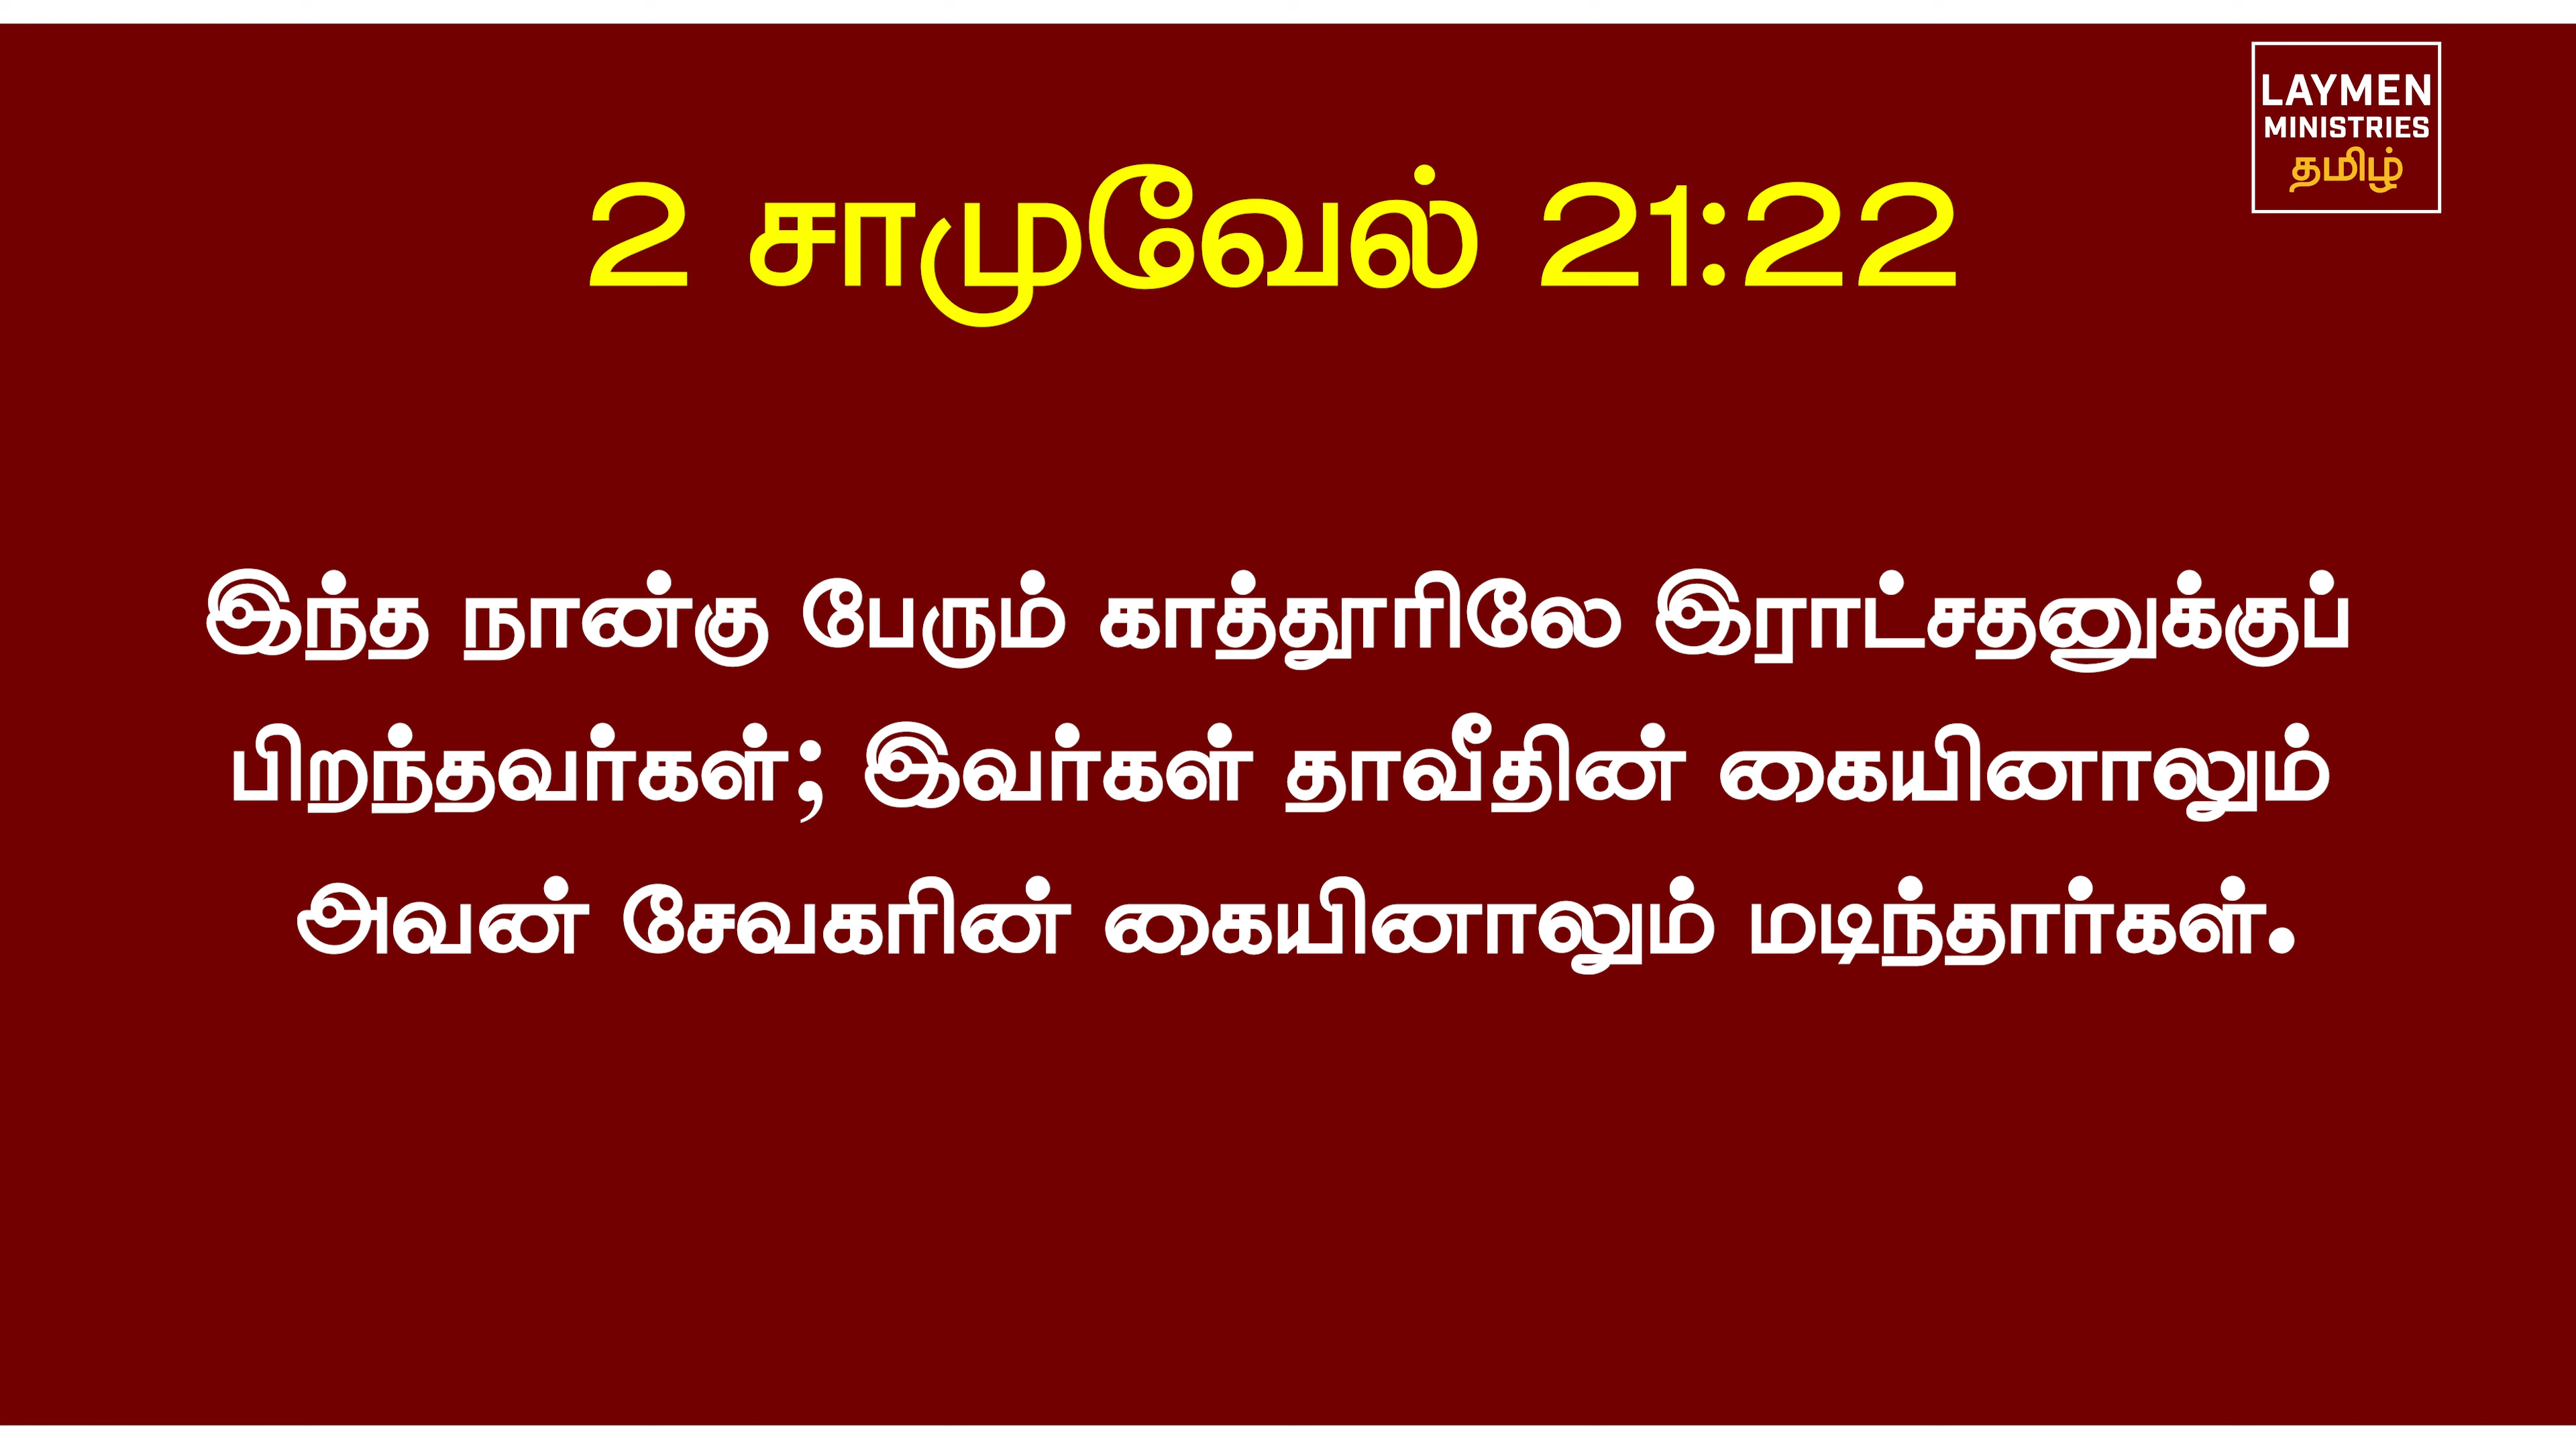 LAYMEN
MINISTRIES
தமிழ்
2 சாமுவேல் 21:22
இந்த நான்கு பேரும் காத்தூரிலே இராட்சதனுக்குப்
பிறந்தவர்கள்; இவர்கள் தாவீதின் கையினாலும்
அவன் சேவகரின் கையினாலும் மடிந்தார்கள்.